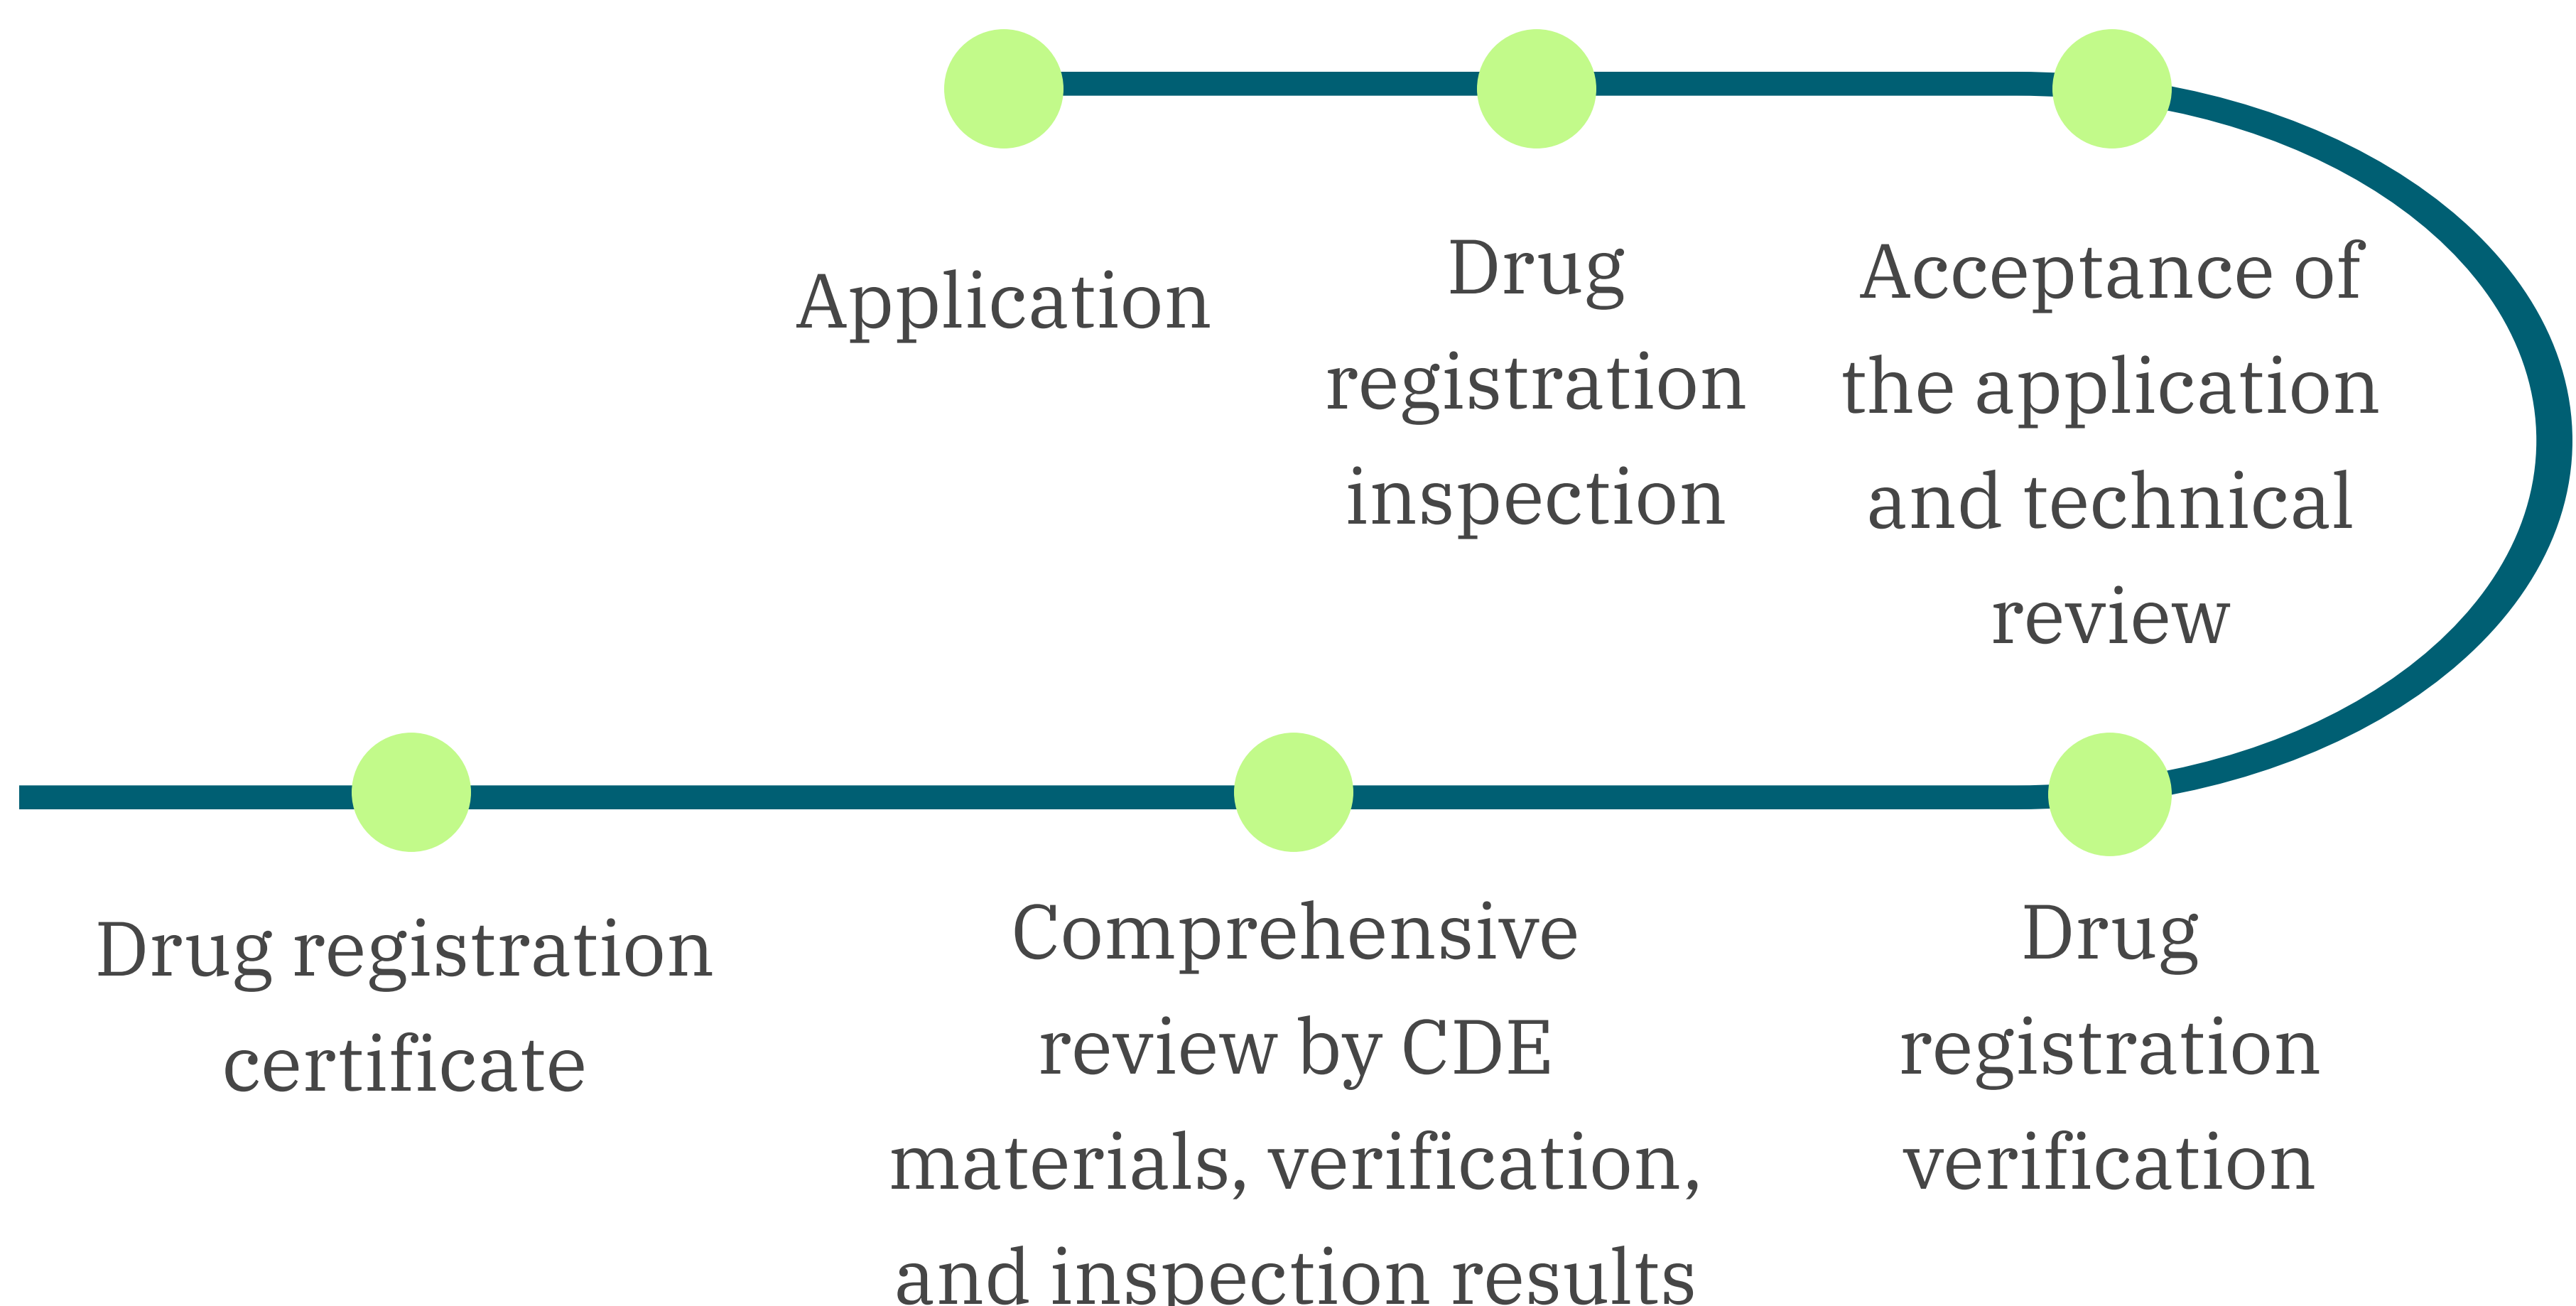 Application
Drug
registration
inspection
Acceptance of
the application
and technical
review
Drug
registration
verification
Comprehensive
review by CDE
materials, verification,
and inspection results
Drug registration
certificate